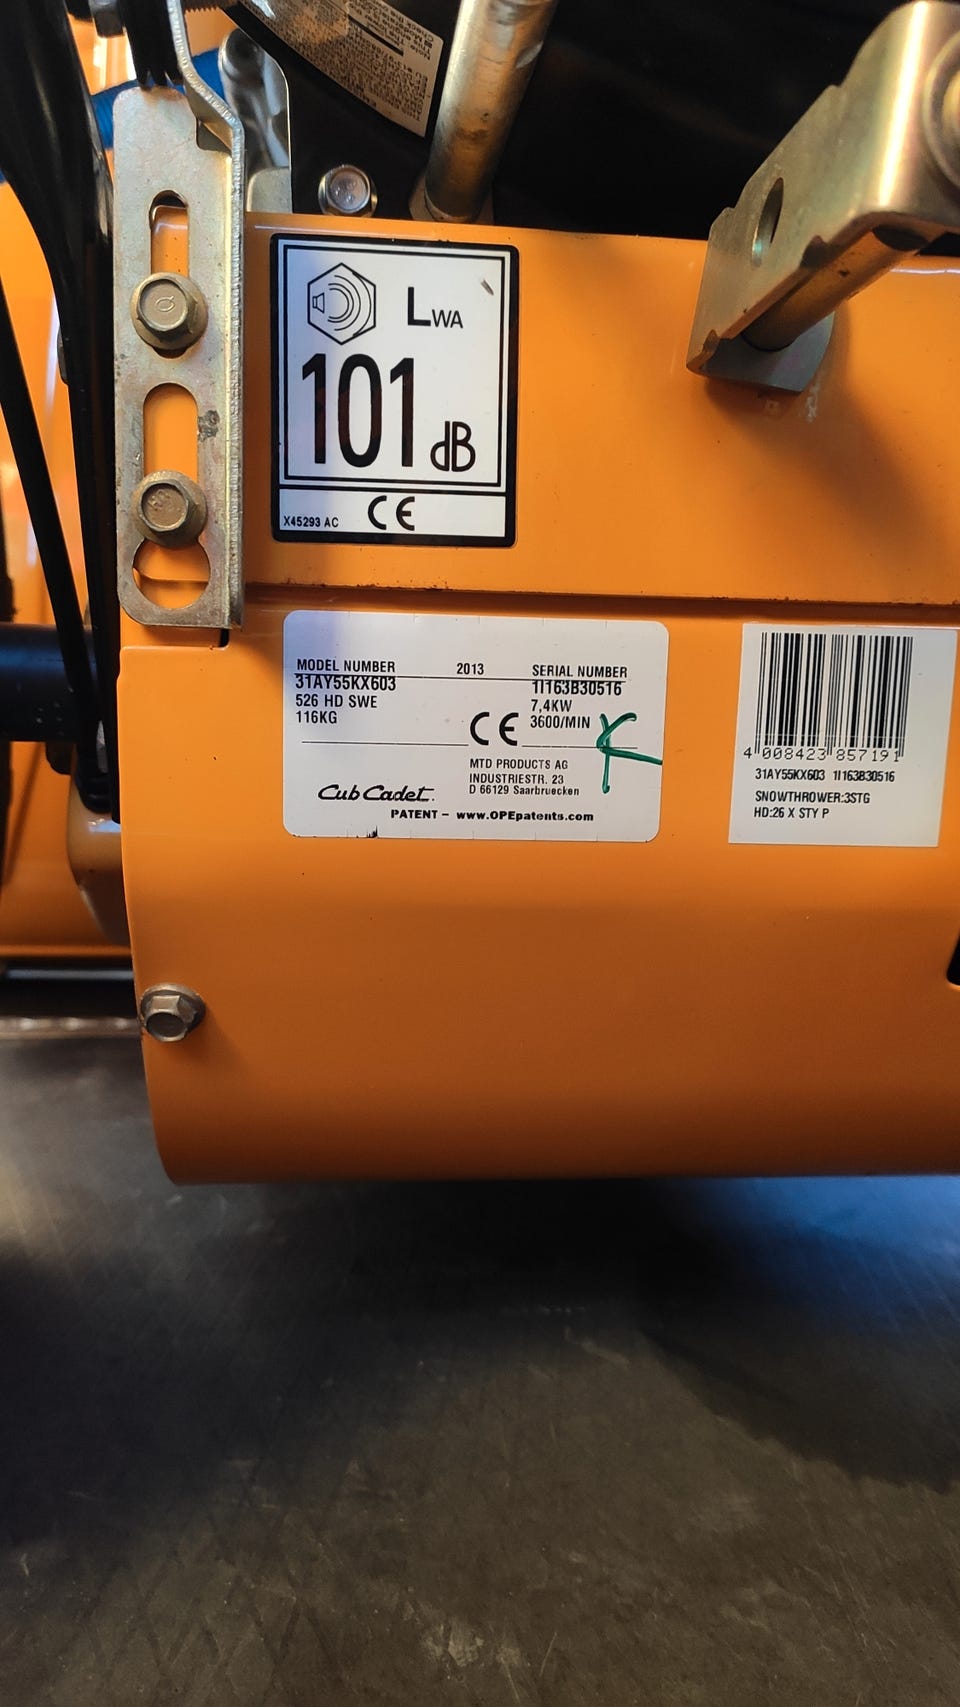 LWA
101 dB
CE
X45293 AC
MODEL NUMBER 2013 SERIAL NUMBER
31AY55KX603 1I163B30516
526 HD SWE 7,4KW
116KG 3600/MIN
CE
MTD PRODUCTS AG
INDUSTRIESTR. 23
D 66129 Saarbruecken
Cub Cadet.
PATENT - www.OPEpatents.com
4 008423 857191
31AY55KX603 1I163B30516
SNOWTHROWER:3STG
HD:26 X STY P